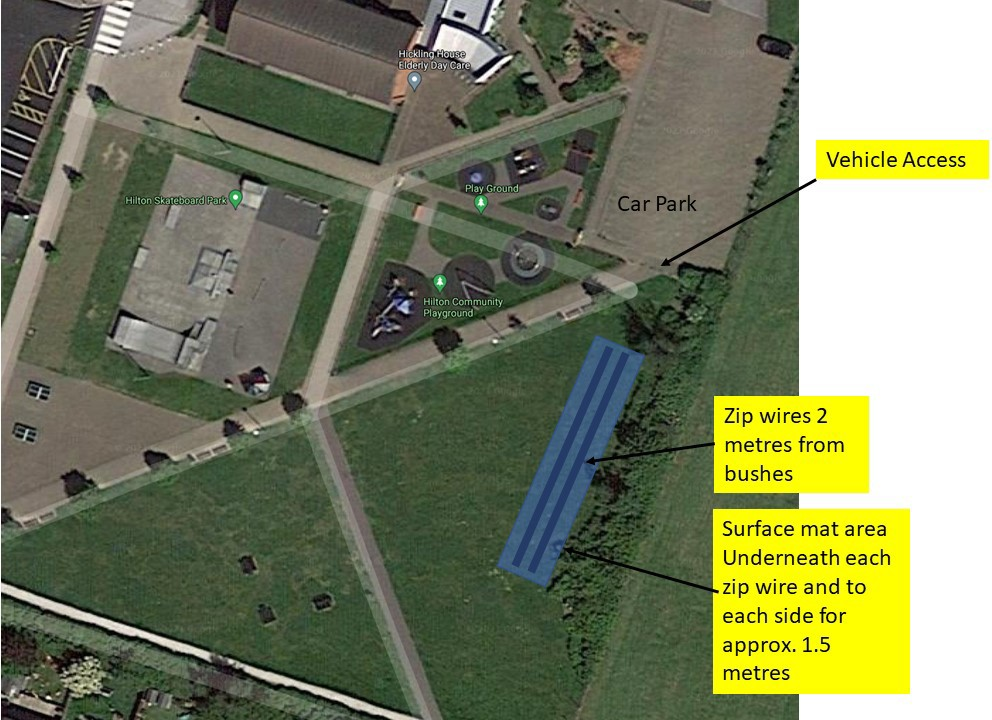 Hickling House
Elderly Day Care
Vehicle Access
Play Ground
Hilton Skateboard Park
Car Park
Hilton Community
Playground
Zip wires 2
metres from
bushes
Surface mat area
Underneath each
zip wire and to
each side for
approx. 1.5
metres